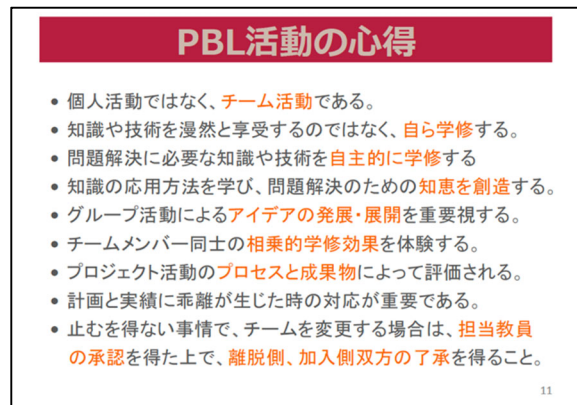 PBL活動の心得
• 個人活動ではなく、チーム活動である。
• 知識や技術を漫然と享受するのではなく、自ら学修する。
• 問題解決に必要な知識や技術を自主的に学修する
• 知識の応用方法を学び、問題解決のための知恵を創造する。
• グループ活動によるアイデアの発展・展開を重要視する。
• チームメンバー同士の相乗的学修効果を体験する。
• プロジェクト活動のプロセスと成果物によって評価される。
• 計画と実績に乖離が生じた時の対応が重要である。
• 止むを得ない事情で、チームを変更する場合は、担当教員
の承認を得た上で、離脱側、加入側双方の了承を得ること。
11